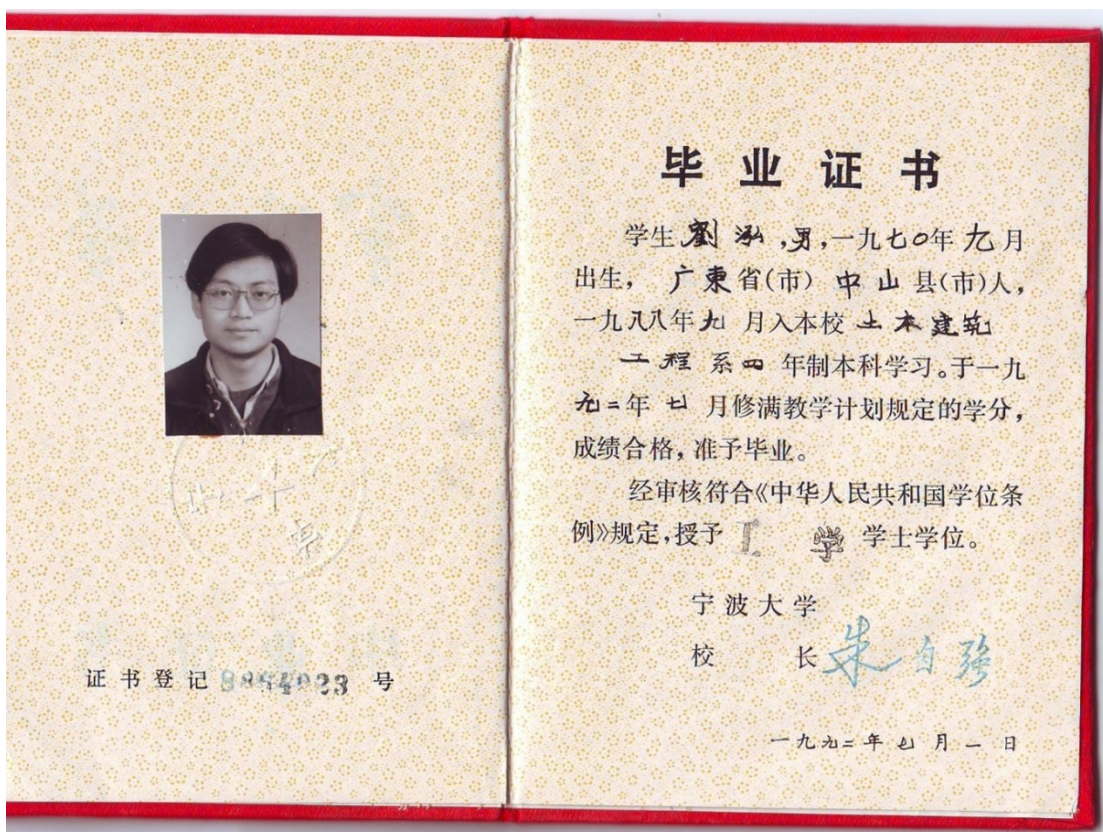 证书登记 8854023 号
毕业证书
学生劉泓,男,一九七〇年九月
出生, 广東省(市)中山县(市)人,
一九八八年九月入本校土木建筑
工程系四年制本科学习。于一九
九二年七月修满教学计划规定的学分,
成绩合格,准予毕业。
经审核符合《中华人民共和国学位条
例》规定,授予工学学士学位。
宁波大学
校长朱自强
一九九二年七月一日